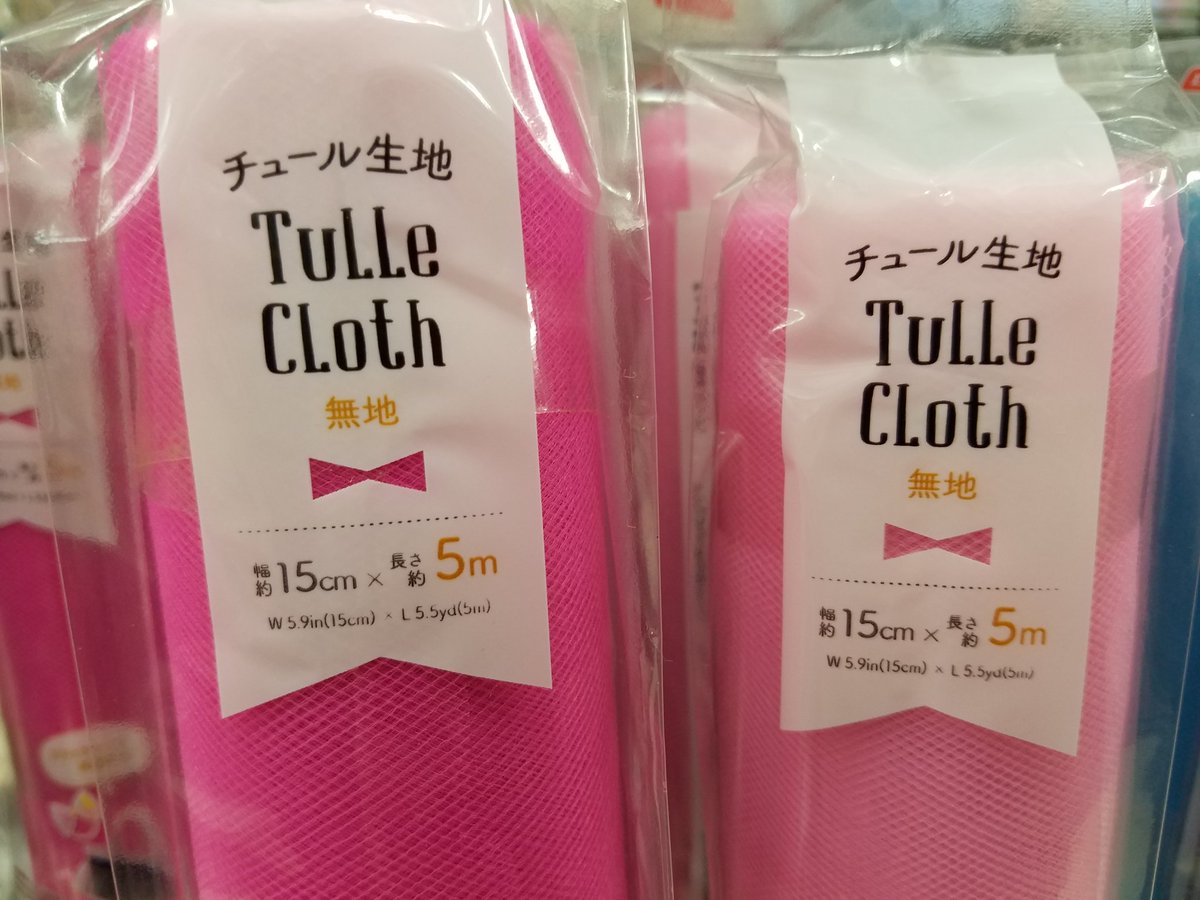 チュール生地
Tulle
Cloth
無地
幅約15cm × 長さ約5m
W 5.9in(15cm) × L 5.5yd(5m)
チュール生地
Tulle
Cloth
無地
幅約15cm × 長さ約5m
W 5.9in(15cm) × L 5.5yd(5m)